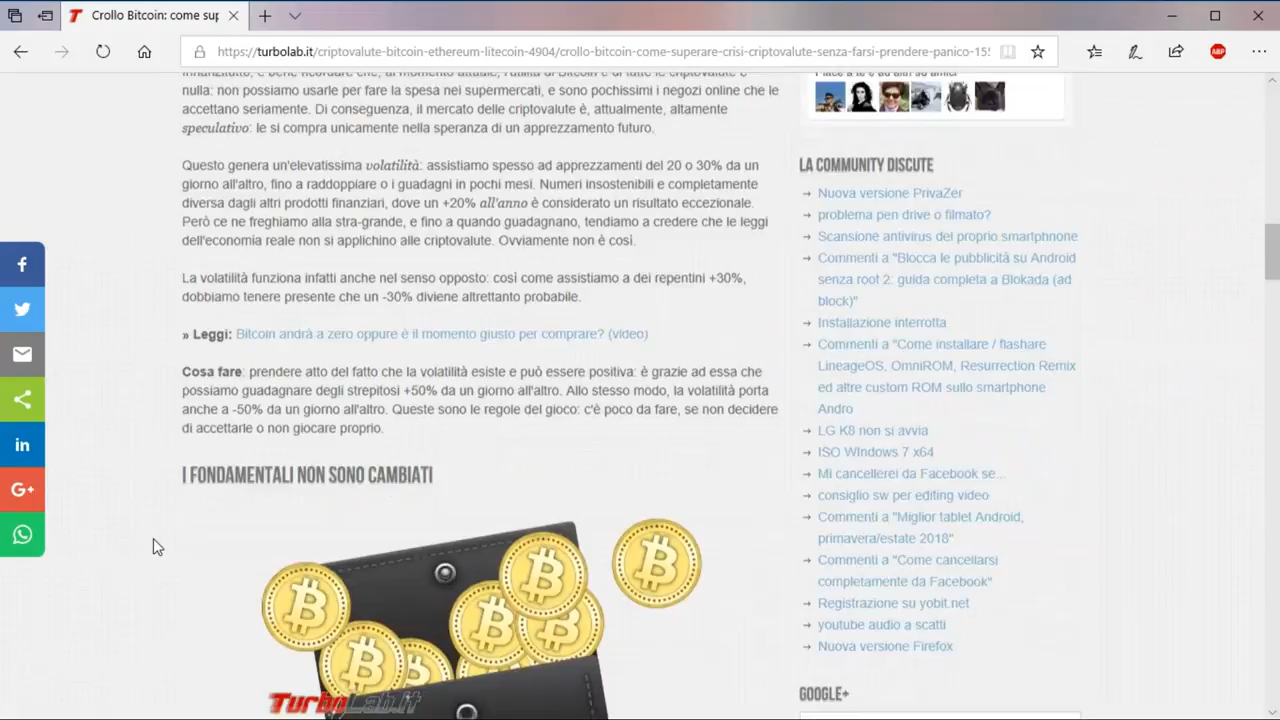 Crollo Bitcoin: come sup
https://turbolab.it/criptovalute-bitcoin-ethereum-litecoin-4904/crollo-bitcoin-come-superare-crisi-criptovalute-senza-farsi-prendere-panico-155
ABP
nulla: non possiamo usarle per fare la spesa nei supermercati, e sono pochissimi i negozi online che le
accettano seriamente. Di conseguenza, il mercato delle criptovalute è, attualmente, altamente
speculativo: le si compra unicamente nella speranza di un apprezzamento futuro.
Questo genera un'elevatissima volatilità: assistiamo spesso ad apprezzamenti del 20 o 30% da un
giorno all'altro, fino a raddoppiare o i guadagni in pochi mesi. Numeri insostenibili e completamente
diversa dagli altri prodotti finanziari, dove un +20% all'anno è considerato un risultato eccezionale.
Però ce ne freghiamo alla stra-grande, e fino a quando guadagnano, tendiamo a credere che le leggi
dell'economia reale non si applichino alle criptovalute. Ovviamente non è così.
La volatilità funziona infatti anche nel senso opposto: così come assistiamo a dei repentini +30%,
dobbiamo tenere presente che un -30% diviene altrettanto probabile.
» Leggi: Bitcoin andrà a zero oppure è il momento giusto per comprare? (video)
Cosa fare: prendere atto del fatto che la volatilità esiste e può essere positiva: è grazie ad essa che
possiamo guadagnare degli strepitosi +50% da un giorno all'altro. Allo stesso modo, la volatilità porta
anche a -50% da un giorno all'altro. Queste sono le regole del gioco: c'è poco da fare, se non decidere
di accettarle o non giocare proprio.
I FONDAMENTALI NON SONO CAMBIATI
TurboLab.it
LA COMMUNITY DISCUTE
Nuova versione PrivaZer
problema pen drive o filmato?
Scansione antivirus del proprio smartphnone
Commenti a "Blocca le pubblicità su Android
senza root 2: guida completa a Blokada (ad
block)"
Installazione interrotta
Commenti a "Come installare / flashare
LineageOS, OmniROM, Resurrection Remix
ed altre custom ROM sullo smartphone
Andro
LG K8 non si avvia
ISO WIndows 7 x64
Mi cancellerei da Facebook se...
consiglio sw per editing video
Commenti a "Miglior tablet Android,
primavera/estate 2018"
Commenti a "Come cancellarsi
completamente da Facebook"
Registrazione su yobit.net
youtube audio a scatti
Nuova versione Firefox
GOOGLE+